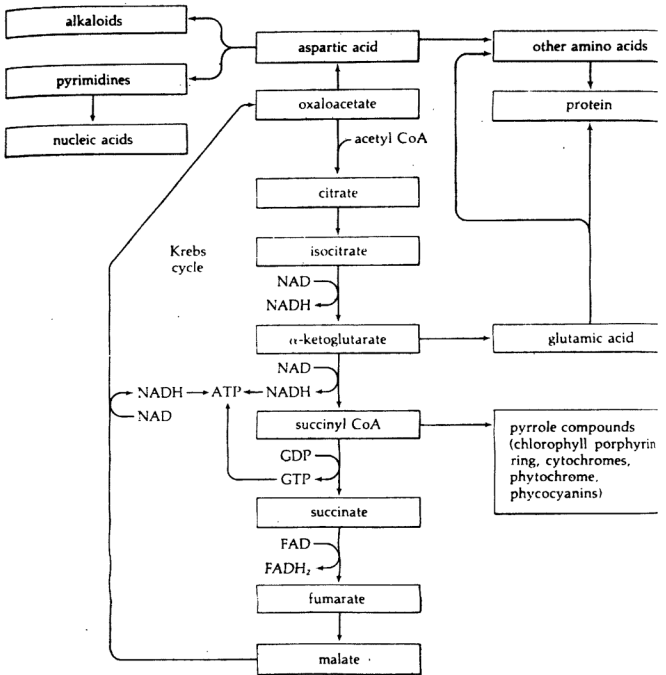 alkaloids
aspartic acid
other amino acids
pyrimidines
oxaloacetate
protein
nucleic acids
acetyl CoA
citrate
Krebs
cycle
isocitrate
NAD
NADH
α-ketoglutarate
glutamic acid
NAD
NADH
ATP
NADH
NAD
succinyl CoA
pyrrole compounds
(chlorophyll porphyrin
ring, cytochromes,
phytochrome,
phycocyanins)
GDP
GTP
succinate
FAD
FADH₂
fumarate
malate